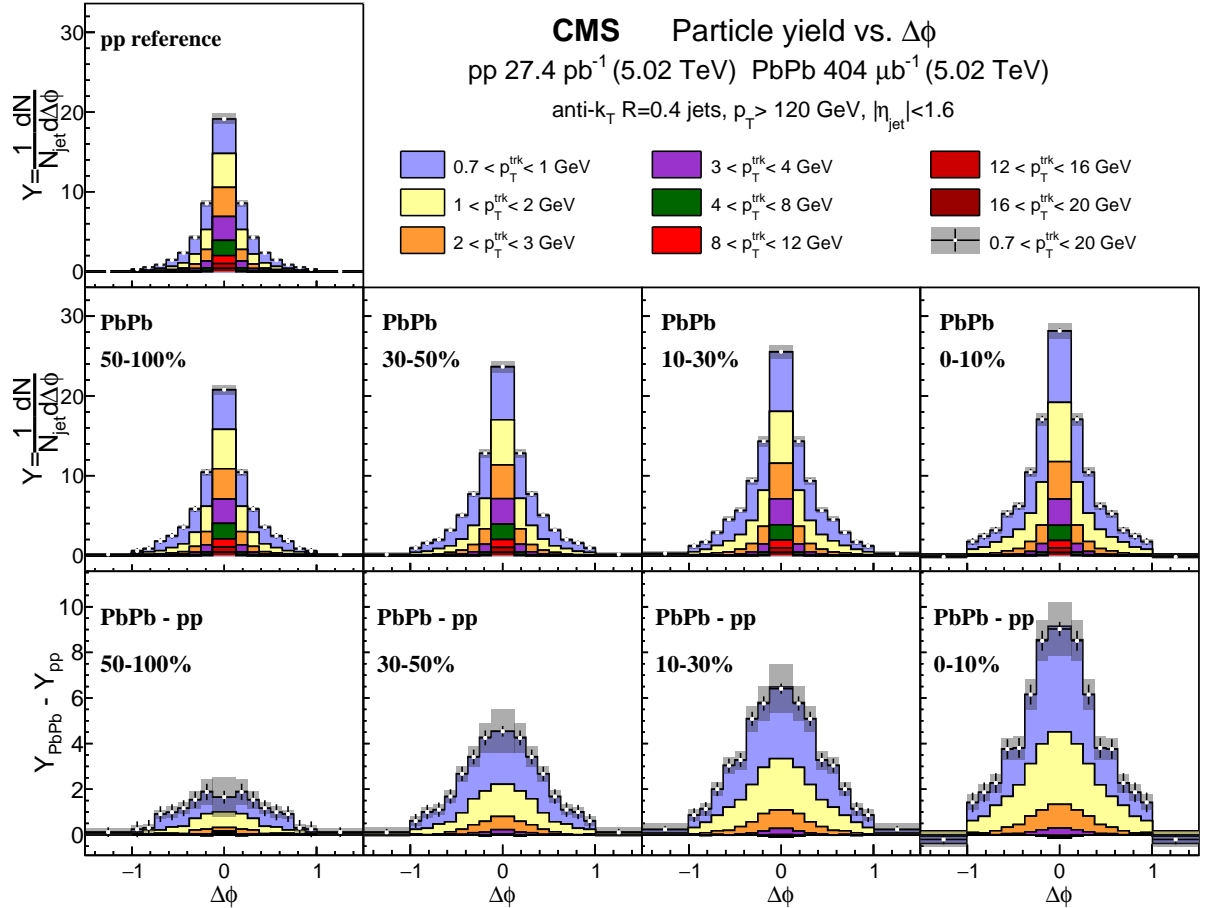 30
20
10
0
Y=1/N_jet dN/dΔϕ
pp reference
CMS Particle yield vs. Δϕ
pp 27.4 pb⁻¹ (5.02 TeV) PbPb 404 μb⁻¹ (5.02 TeV)
anti-k_T R=0.4 jets, p_T> 120 GeV, |η_jet|<1.6
0.7 < p_T^trk< 1 GeV
3 < p_T^trk< 4 GeV
12 < p_T^trk< 16 GeV
1 < p_T^trk< 2 GeV
4 < p_T^trk< 8 GeV
16 < p_T^trk< 20 GeV
2 < p_T^trk< 3 GeV
8 < p_T^trk< 12 GeV
0.7 < p_T^trk< 20 GeV
30
20
10
0
Y=1/N_jet dN/dΔϕ
PbPb
50-100%
PbPb
30-50%
PbPb
10-30%
PbPb
0-10%
10
8
6
4
2
0
Y_PbPb - Y_pp
PbPb - pp
50-100%
PbPb - pp
30-50%
PbPb - pp
10-30%
PbPb - pp
0-10%
−1 0 1
Δϕ
−1 0 1
Δϕ
−1 0 1
Δϕ
−1 0 1
Δϕ